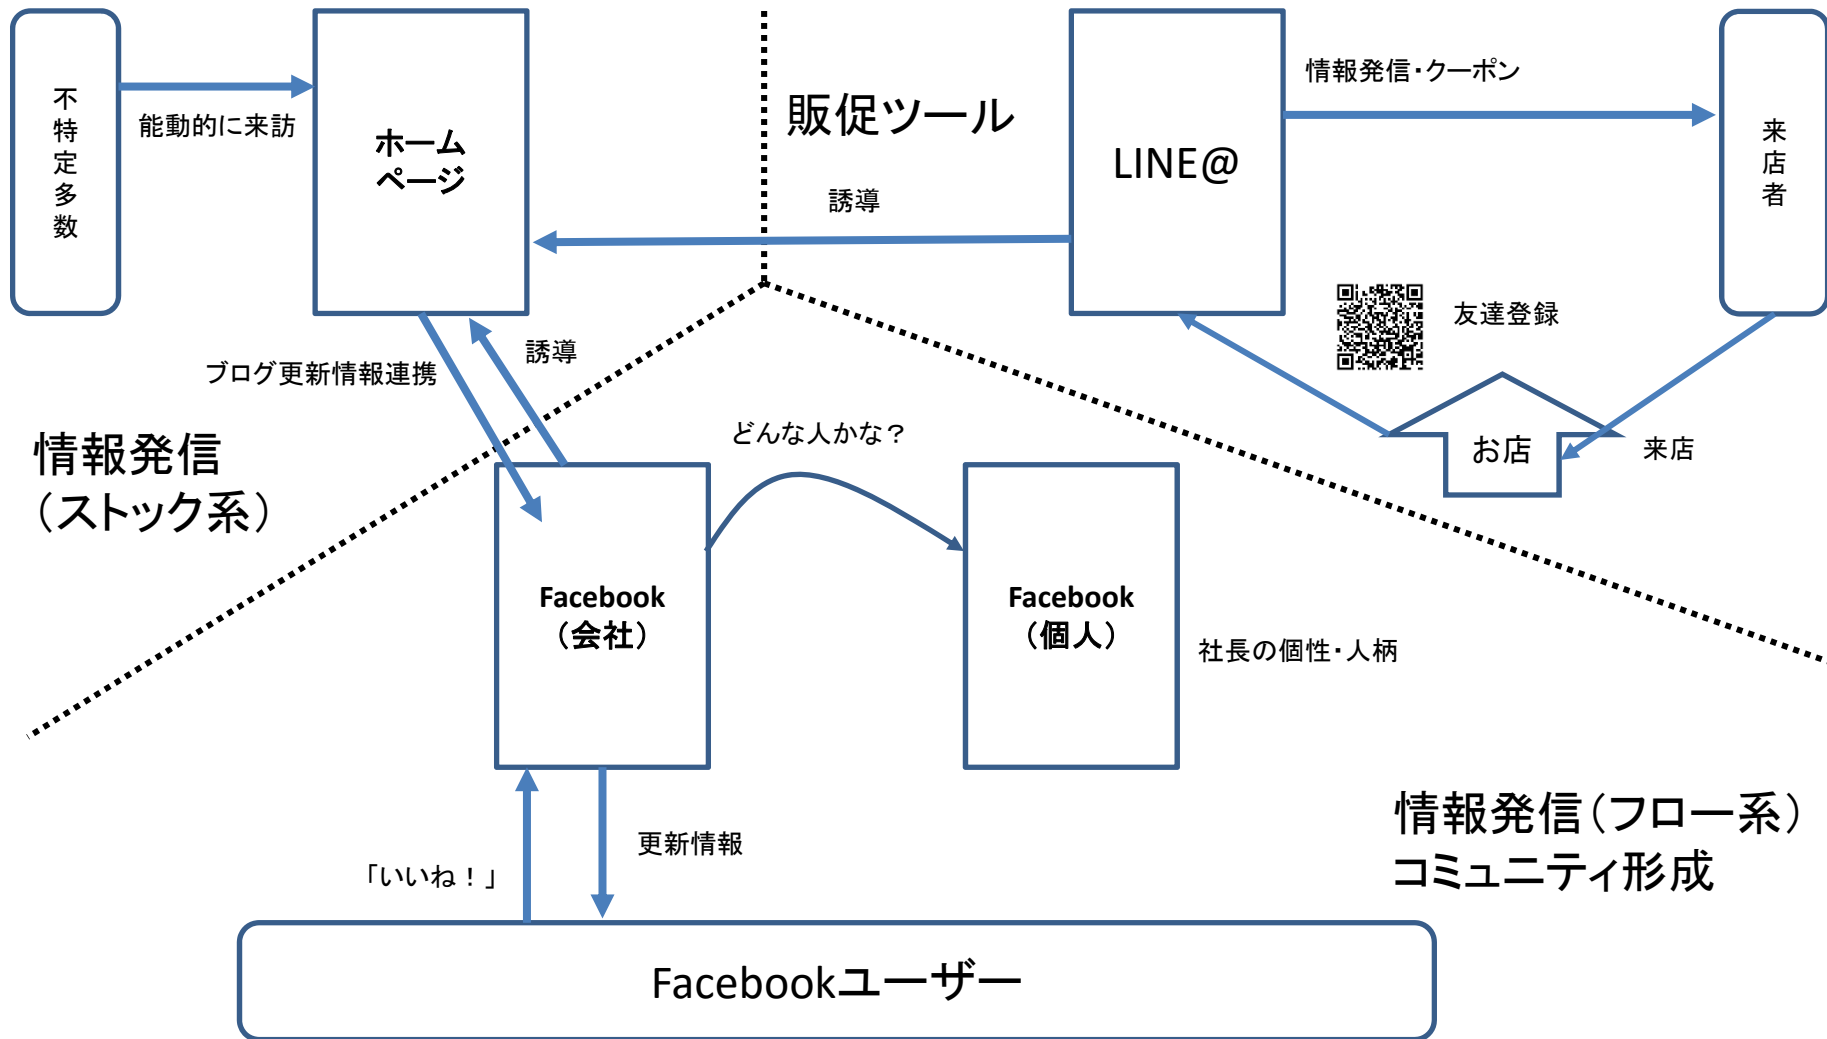 不特定多数
能動的に来訪
ホーム
ページ
販促ツール
誘導
LINE@
情報発信・クーポン
来店者
友達登録
お店
来店
ブログ更新情報連携
誘導
情報発信
（ストック系）
どんな人かな？
Facebook
（会社）
Facebook
（個人）
社長の個性・人柄
情報発信（フロー系）
コミュニティ形成
「いいね！」
更新情報
Facebookユーザー